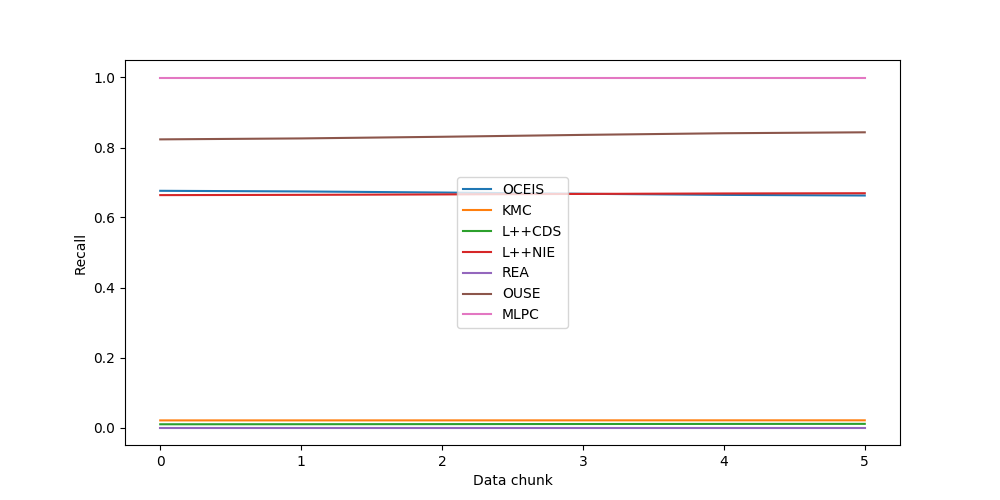 1.0
0.8
0.6
0.4
0.2
0.0
Recall
OCEIS
KMC
L++CDS
L++NIE
REA
OUSE
MLPC
0 1 2 3 4 5
Data chunk